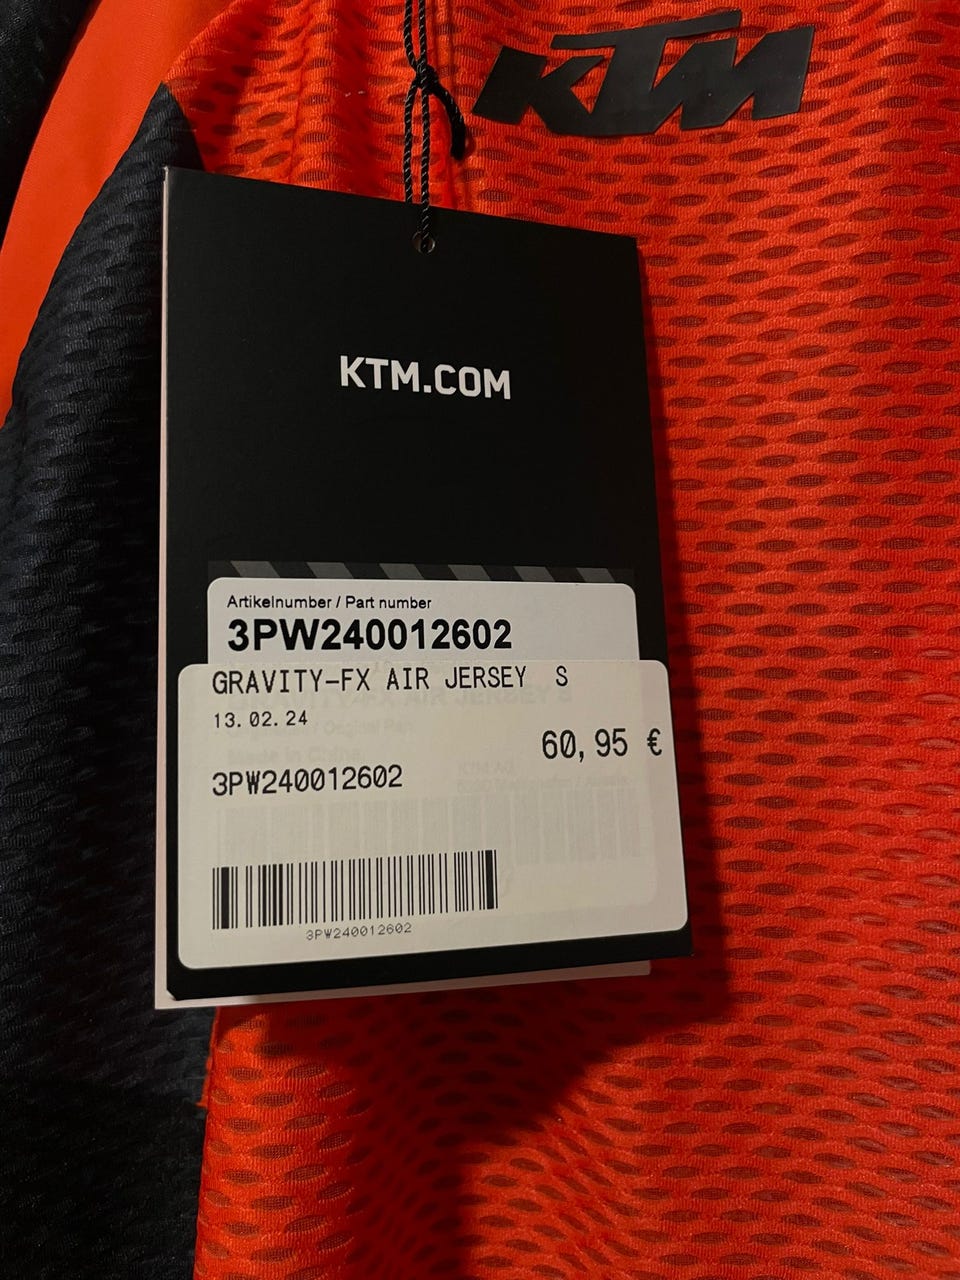 KTM
KTM.COM
Artikelnumber / Part number
3PW240012602
GRAVITY-FX AIR JERSEY S
13.02.24
60,95 €
3PW240012602
3PW240012602